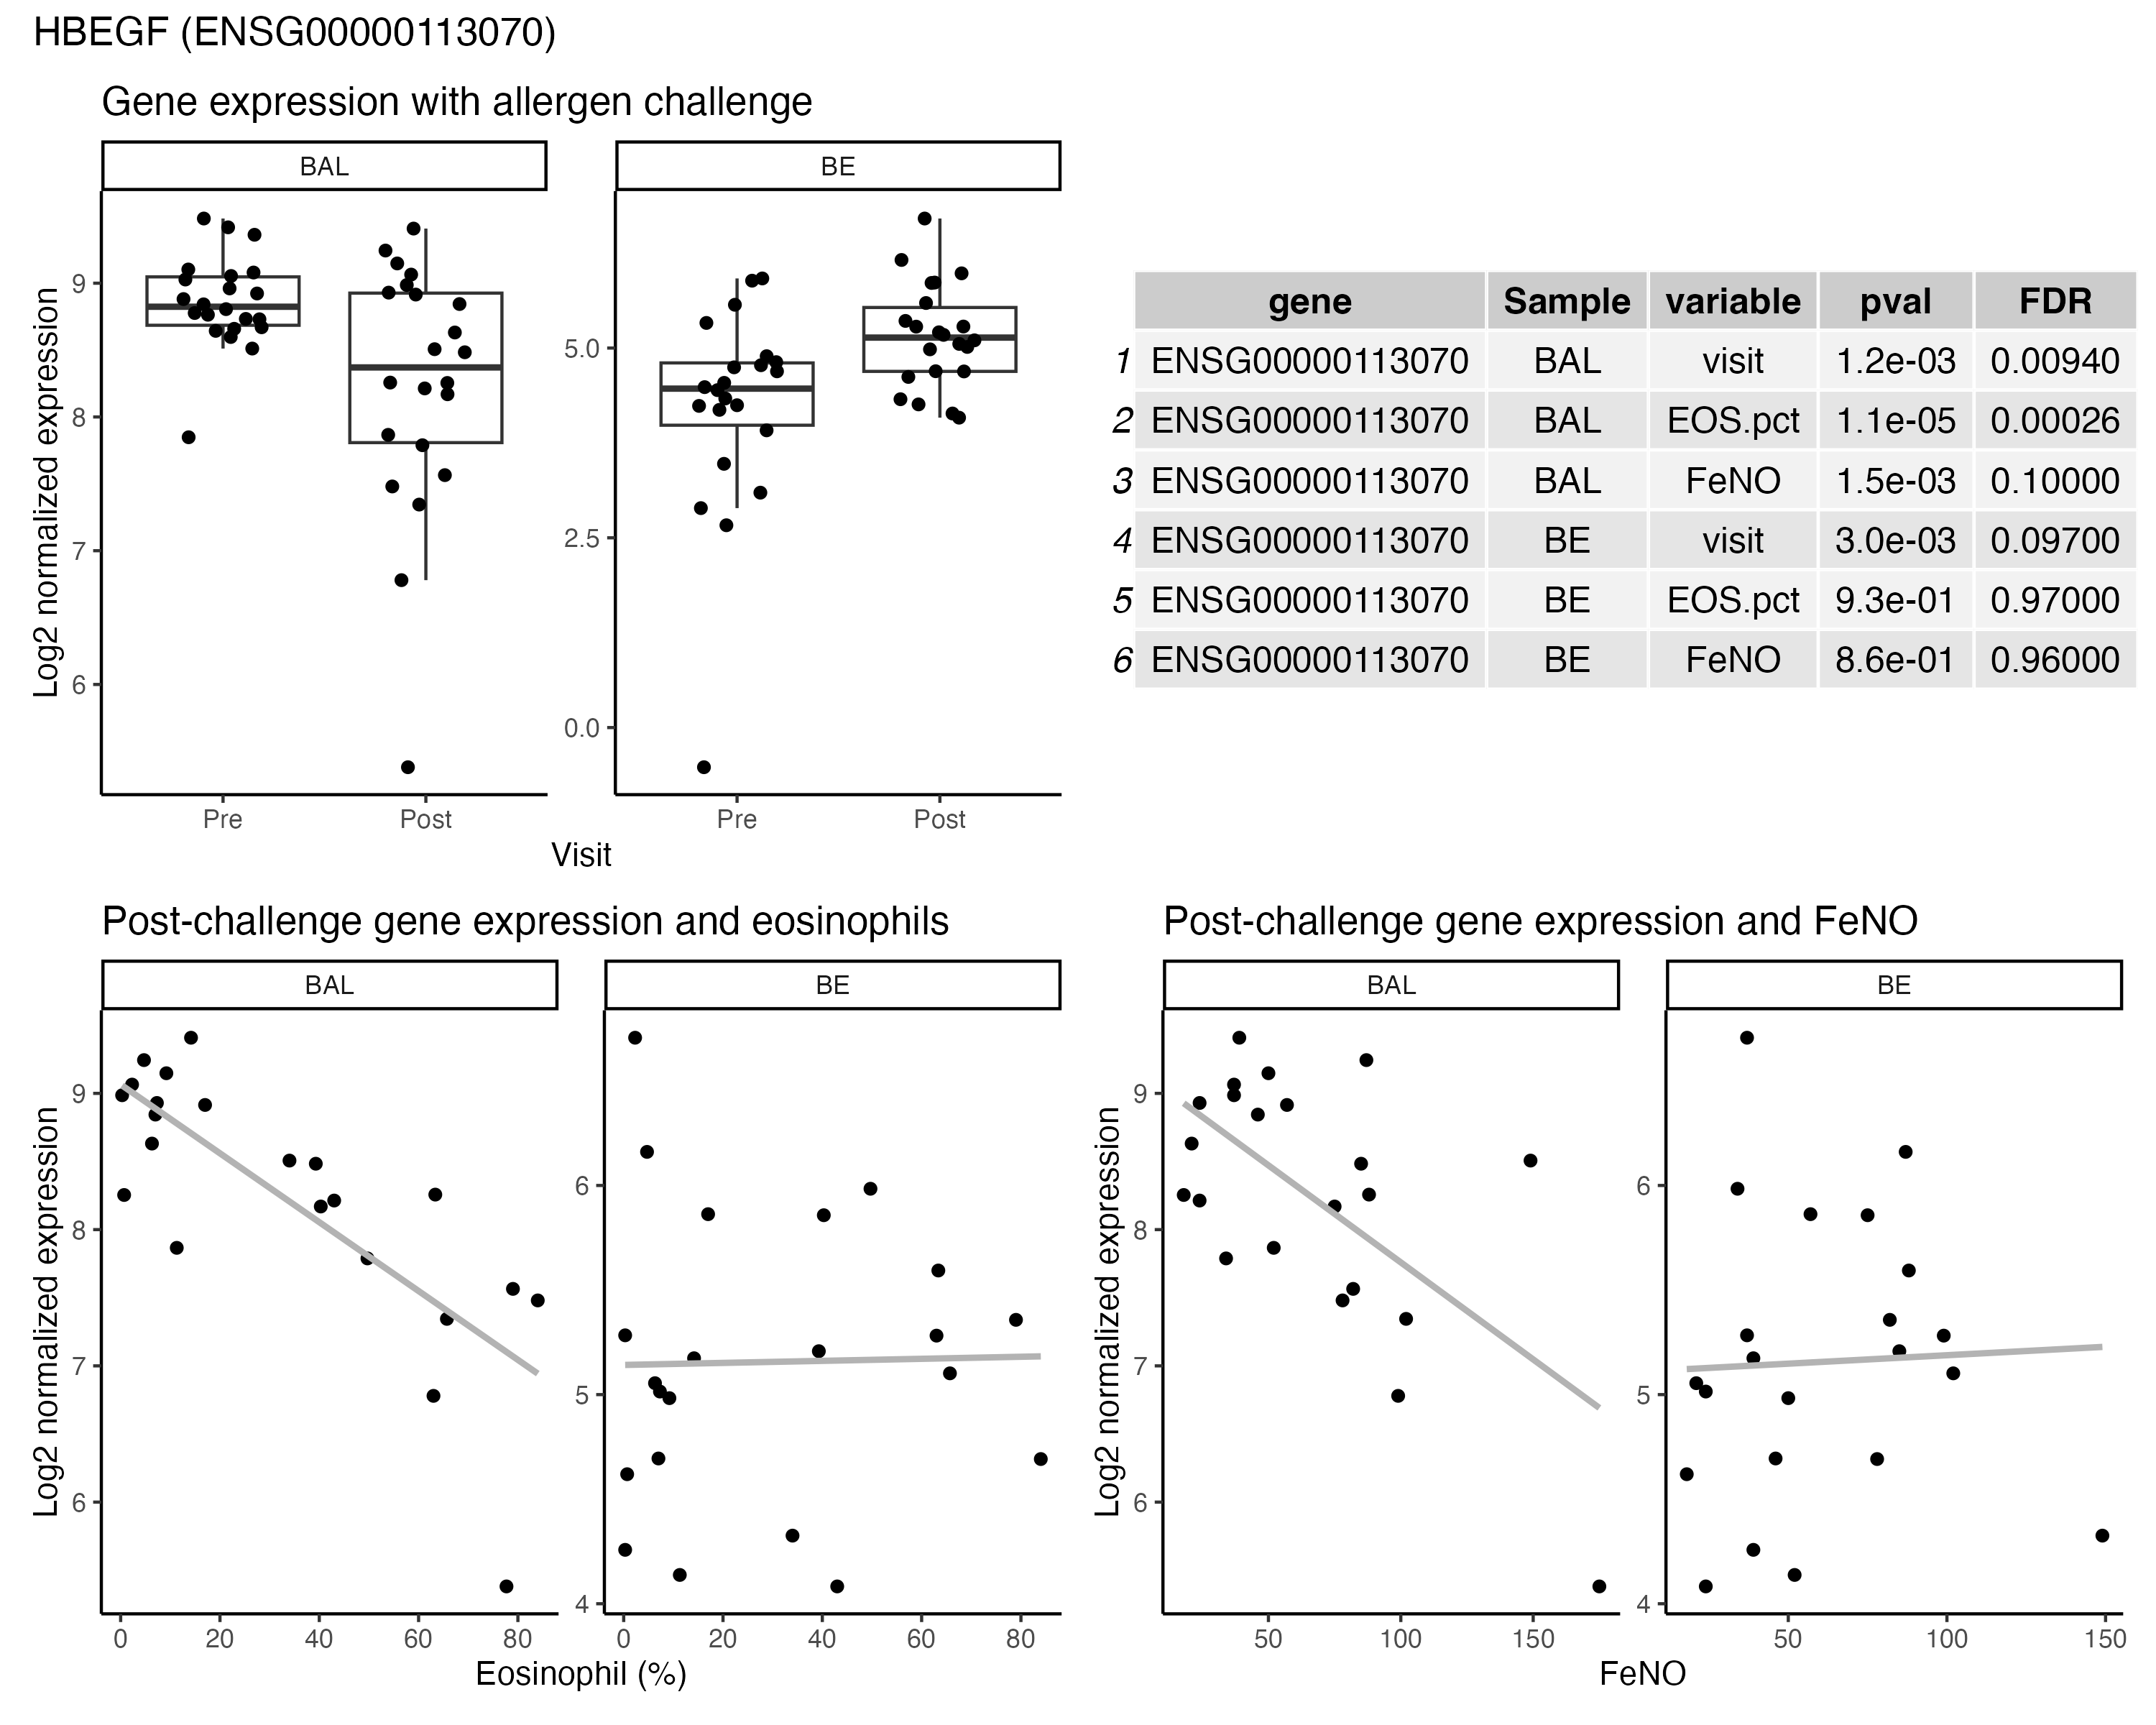 HBEGF (ENSG00000113070)
Gene expression with allergen challenge
BAL
BE
Log2 normalized expression
9
8
7
6
5.0
2.5
0.0
Pre
Post
Pre
Post
Visit
gene Sample variable pval FDR
1 ENSG00000113070 BAL visit 1.2e-03 0.00940
2 ENSG00000113070 BAL EOS.pct 1.1e-05 0.00026
3 ENSG00000113070 BAL FeNO 1.5e-03 0.10000
4 ENSG00000113070 BE visit 3.0e-03 0.09700
5 ENSG00000113070 BE EOS.pct 9.3e-01 0.97000
6 ENSG00000113070 BE FeNO 8.6e-01 0.96000
Post-challenge gene expression and eosinophils
BAL
BE
Log2 normalized expression
9
8
7
6
6
5
4
0 20 40 60 80
0 20 40 60 80
Eosinophil (%)
Post-challenge gene expression and FeNO
BAL
BE
Log2 normalized expression
9
8
7
6
6
5
4
50 100 150
50 100 150
FeNO